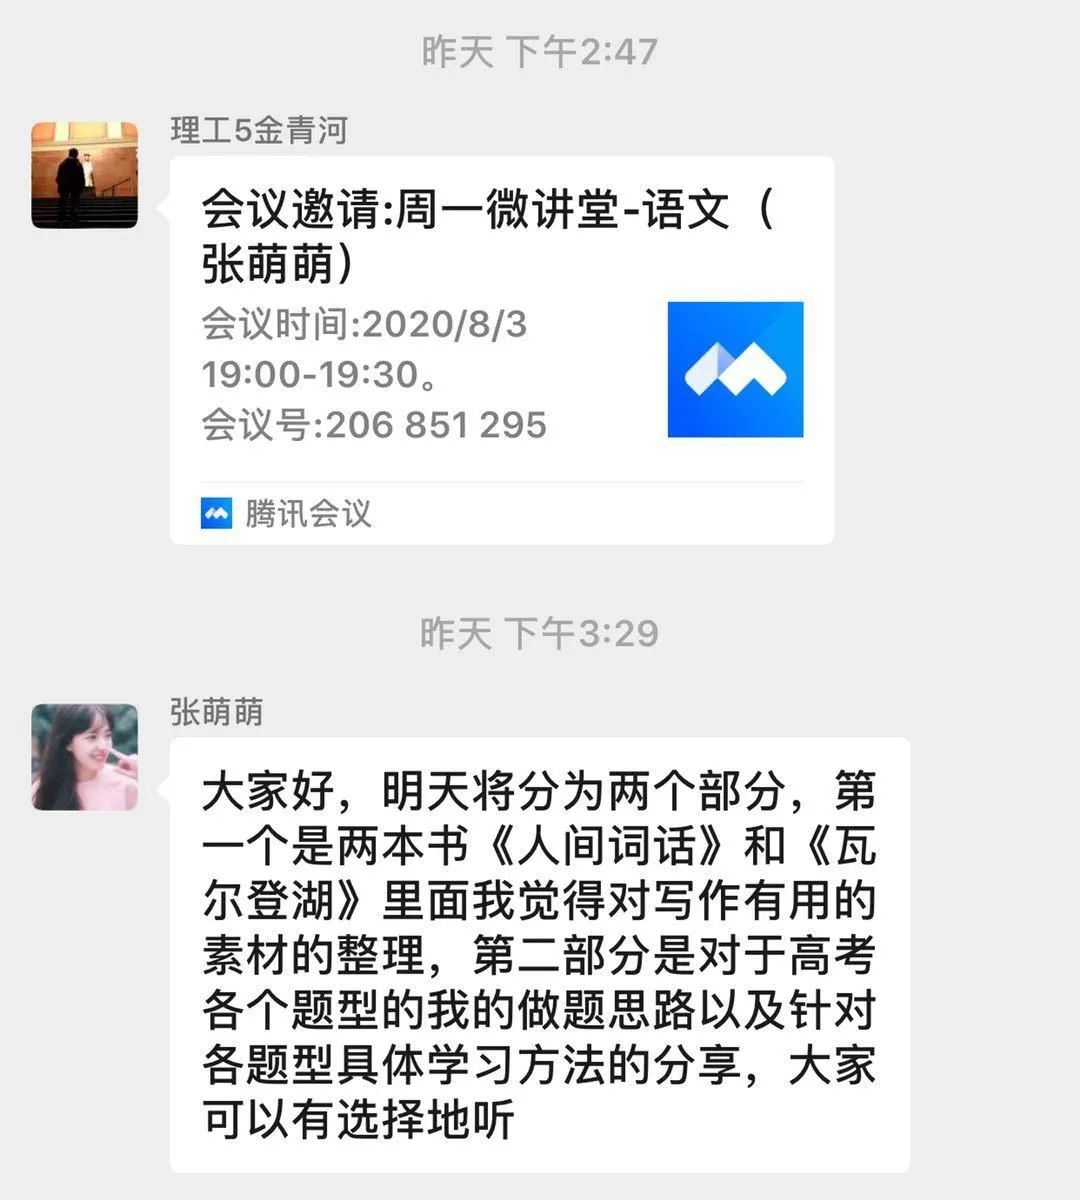 昨天 下午2:47
理工5金青河
会议邀请:周一微讲堂-语文（
张萌萌）
会议时间:2020/8/3
19:00-19:30。
会议号:206 851 295
腾讯会议
昨天 下午3:29
张萌萌
大家好，明天将分为两个部分，第
一个是两本书《人间词话》和《瓦
尔登湖》里面我觉得对写作有用的
素材的整理，第二部分是对于高考
各个题型的我的做题思路以及针对
各题型具体学习方法的分享，大家
可以有选择地听